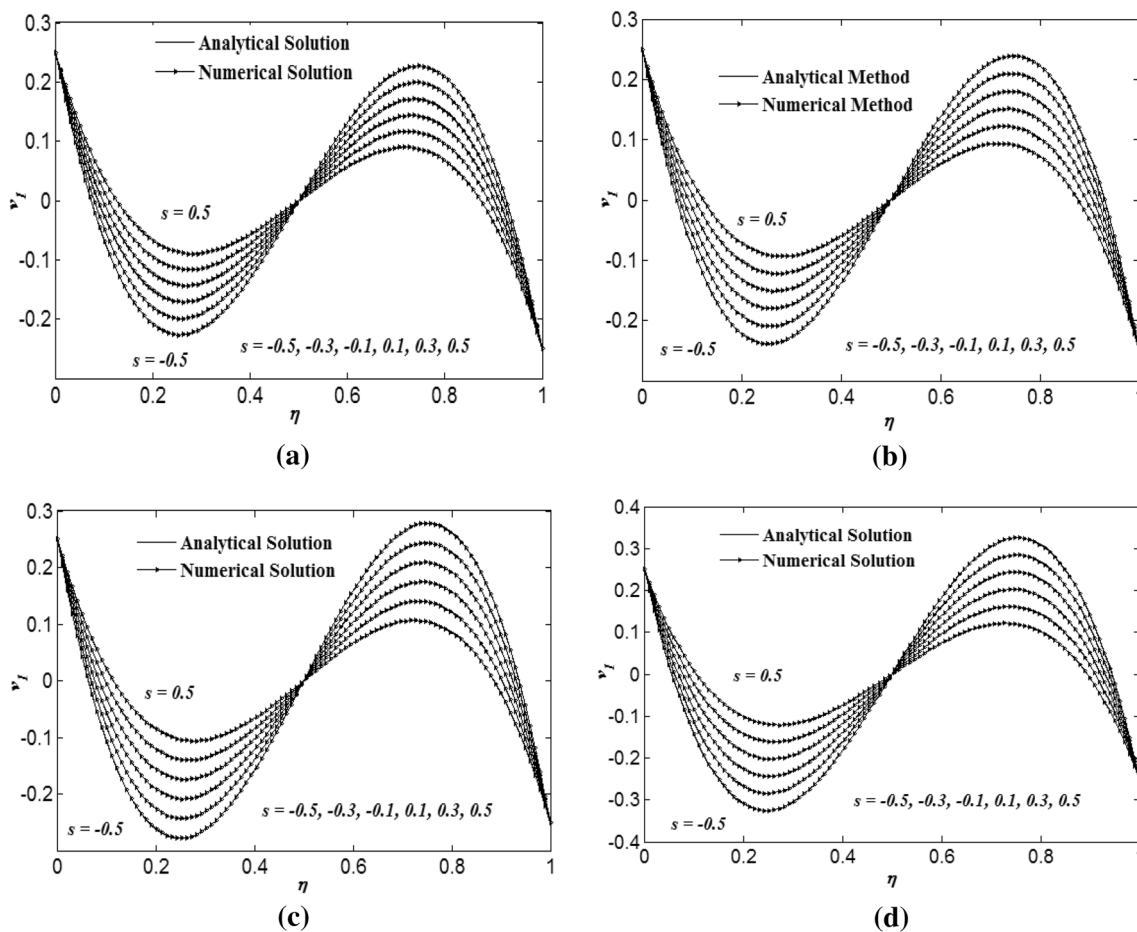 0.3
Analytical Solution
Numerical Solution
0.2
0.1
0
-0.1
-0.2
v1
s = 0.5
s = -0.5
s = -0.5, -0.3, -0.1, 0.1, 0.3, 0.5
0 0.2 0.4 0.6 0.8 1
η
(a)
0.3
Analytical Method
Numerical Method
0.2
0.1
0
-0.1
-0.2
-0.3
v1
s = 0.5
s = -0.5
s = -0.5, -0.3, -0.1, 0.1, 0.3, 0.5
0 0.2 0.4 0.6 0.8
η
(b)
0.3
Analytical Solution
Numerical Solution
0.2
0.1
0
-0.1
-0.2
v1
s = 0.5
s = -0.5, -0.3, -0.1, 0.1, 0.3, 0.5
s = -0.5
0 0.2 0.4 0.6 0.8 1
η
(c)
0.4
Analytical Solution
Numerical Solution
0.3
0.2
0.1
0
-0.1
-0.2
-0.3
-0.4
v1
s = 0.5
s = -0.5, -0.3, -0.1, 0.1, 0.3, 0.5
s = -0.5
0 0.2 0.4 0.6 0.8
η
(d)